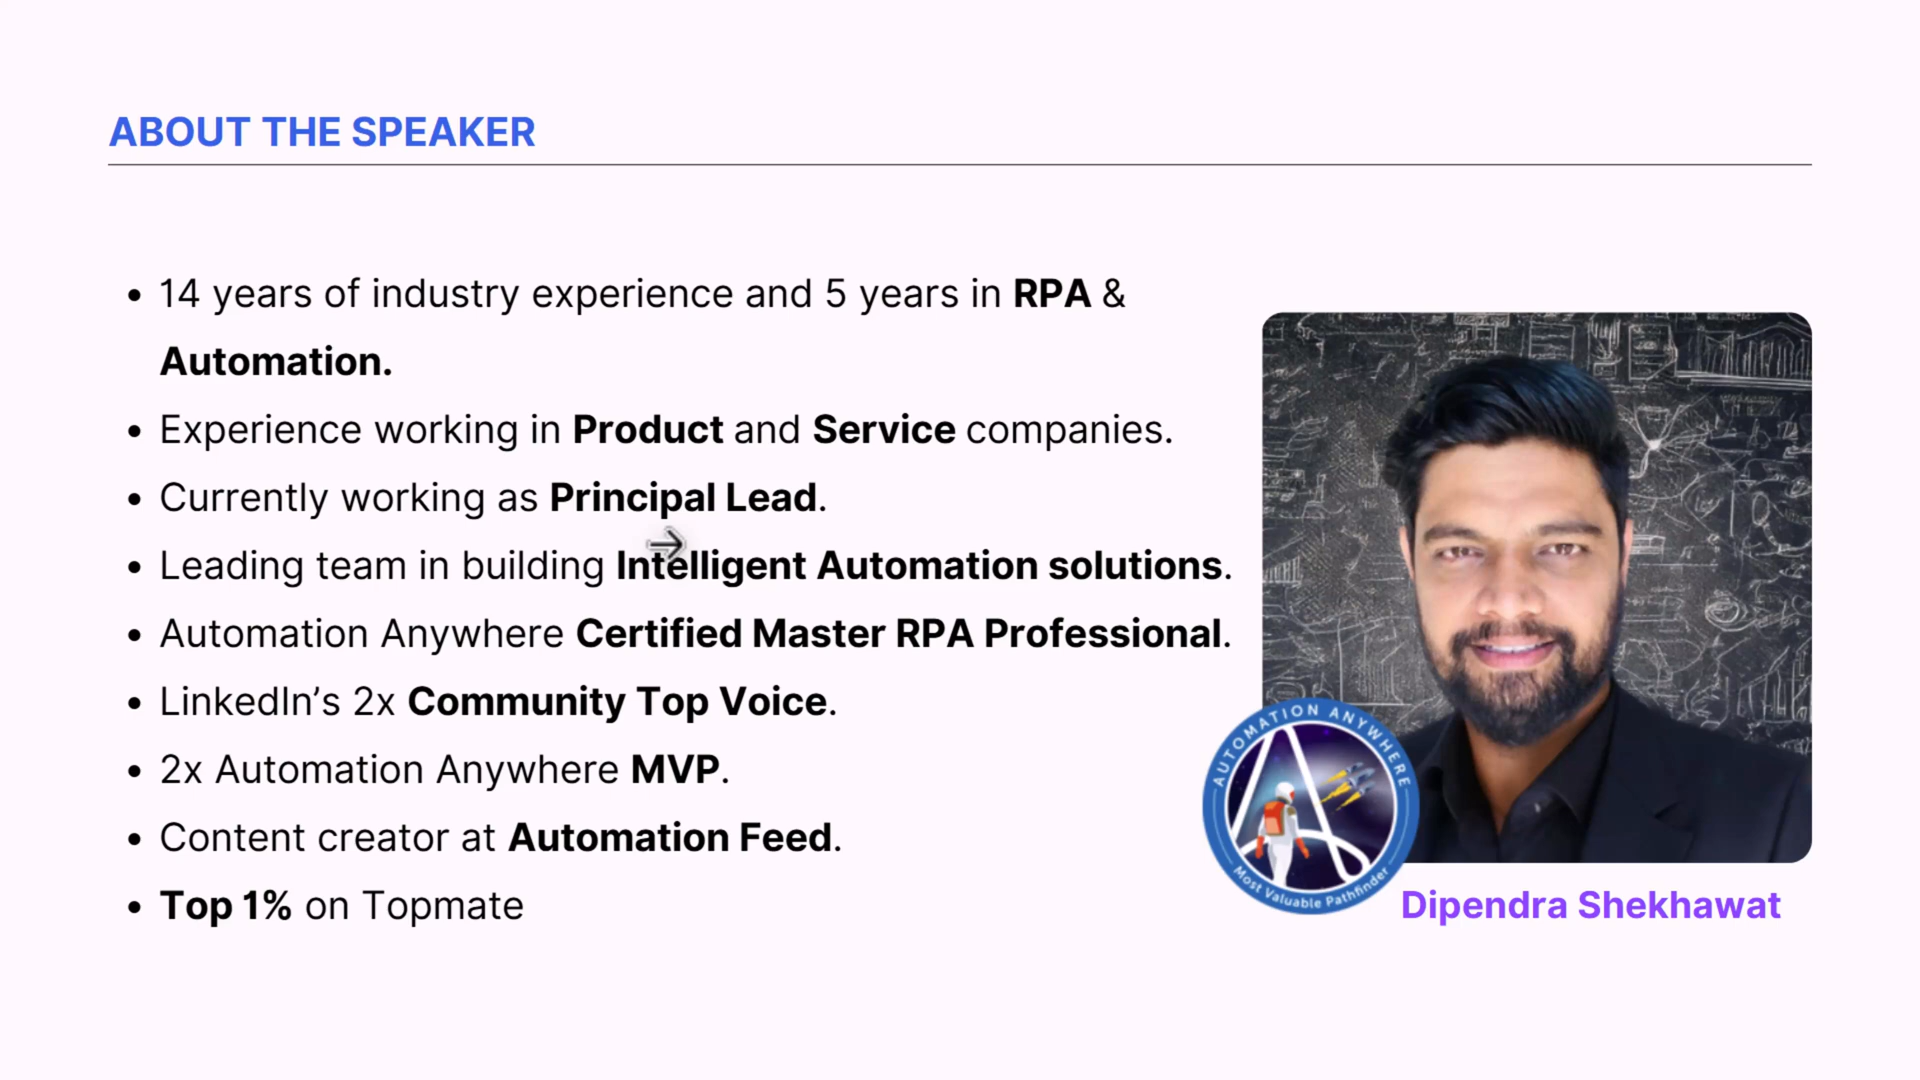 ABOUT THE SPEAKER
• 14 years of industry experience and 5 years in RPA &
Automation.
• Experience working in Product and Service companies.
• Currently working as Principal Lead.
• Leading team in building Intelligent Automation solutions.
• Automation Anywhere Certified Master RPA Professional.
• LinkedIn’s 2x Community Top Voice.
• 2x Automation Anywhere MVP.
• Content creator at Automation Feed.
• Top 1% on Topmate
AUTOMATION ANYWHERE
Most Valuable Pathfinder
Dipendra Shekhawat